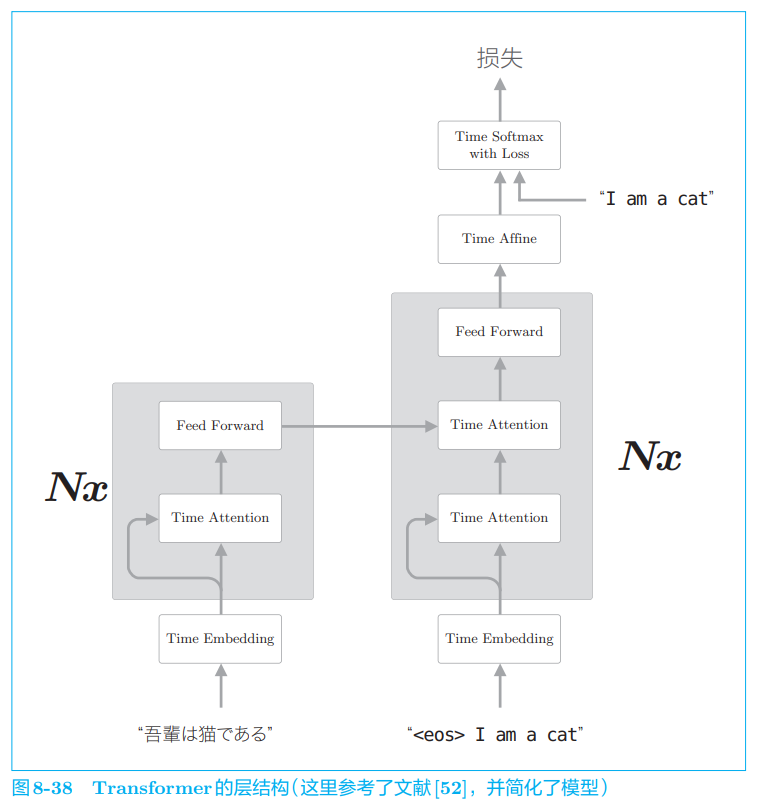 损失
Time Softmax
with Loss
“I am a cat”
Time Affine
Feed Forward
Feed Forward
Time Attention
Nx
Nx
Time Attention
Time Attention
Time Embedding
Time Embedding
“吾輩は猫である”
“<eos> I am a cat”
图8-38 Transformer的层结构（这里参考了文献[52]，并简化了模型）